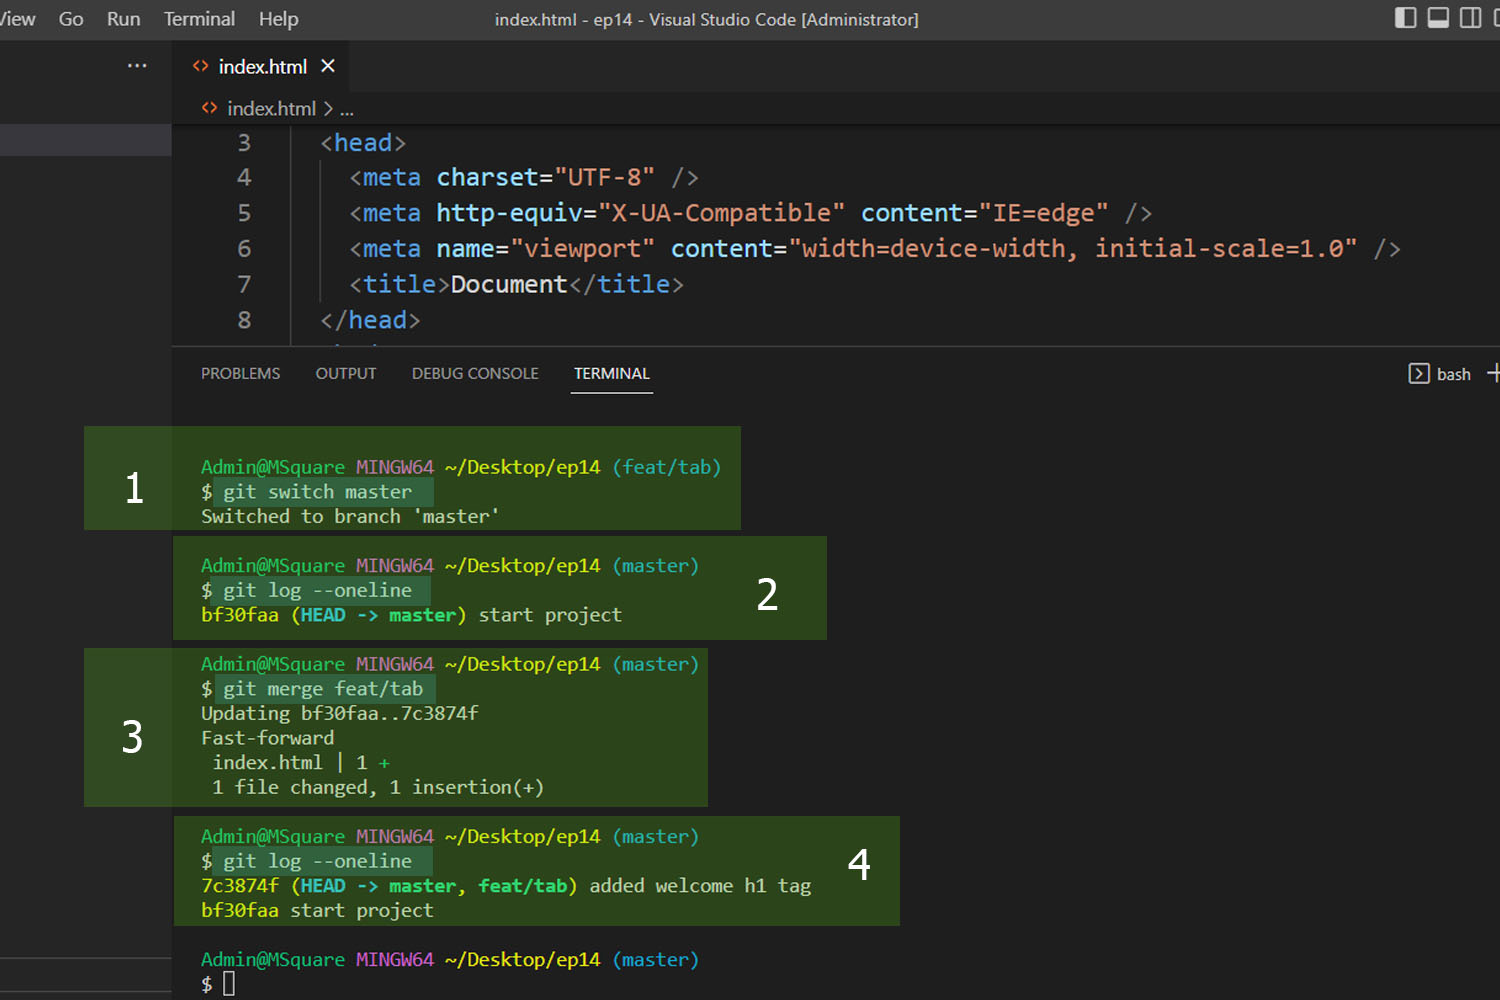 View Go Run Terminal Help index.html - ep14 - Visual Studio Code [Administrator]
... <> index.html ×
<> index.html > ...
3 <head>
4 <meta charset="UTF-8" />
5 <meta http-equiv="X-UA-Compatible" content="IE=edge" />
6 <meta name="viewport" content="width=device-width, initial-scale=1.0" />
7 <title>Document</title>
8 </head>
PROBLEMS OUTPUT DEBUG CONSOLE TERMINAL bash +
1
Admin@MSquare MINGW64 ~/Desktop/ep14 (feat/tab)
$ git switch master
Switched to branch 'master'
2
Admin@MSquare MINGW64 ~/Desktop/ep14 (master)
$ git log --oneline
bf30faa (HEAD -> master) start project
3
Admin@MSquare MINGW64 ~/Desktop/ep14 (master)
$ git merge feat/tab
Updating bf30faa..7c3874f
Fast-forward
index.html | 1 +
1 file changed, 1 insertion(+)
4
Admin@MSquare MINGW64 ~/Desktop/ep14 (master)
$ git log --oneline
7c3874f (HEAD -> master, feat/tab) added welcome h1 tag
bf30faa start project
Admin@MSquare MINGW64 ~/Desktop/ep14 (master)
$